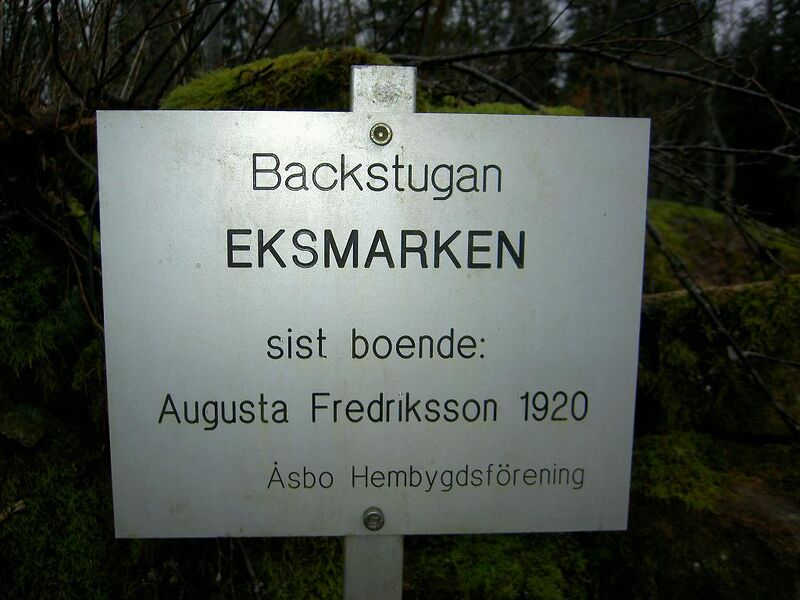 Backstugan
EKSMARKEN
sist boende:
Augusta Fredriksson 1920
Åsbo Hembygdsförening